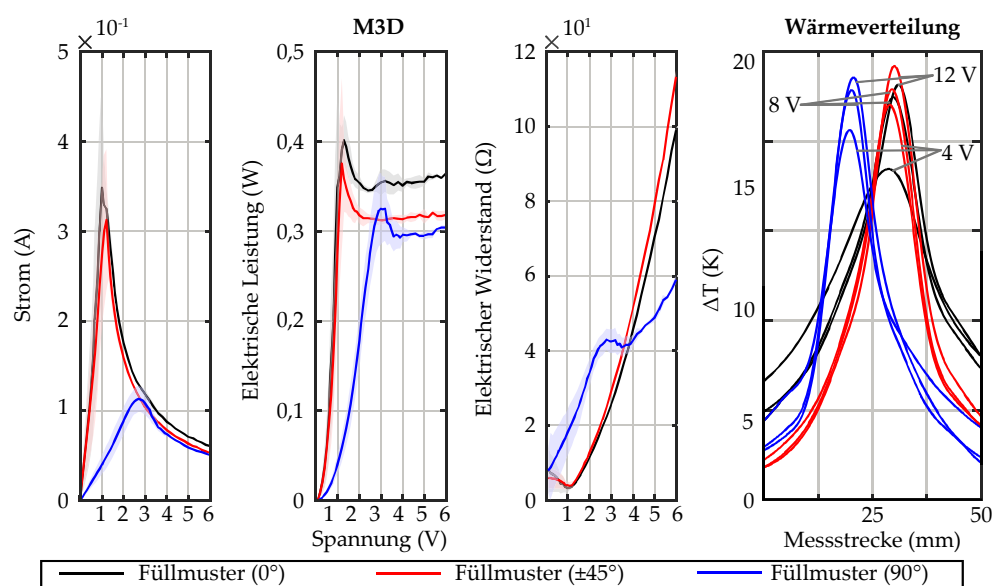 × 10⁻¹
M3D
× 10¹
Wärmeverteilung
Strom (A)
5
4
3
2
1
0
1 2 3 4 5 6
Elektrische Leistung (W)
0,5
0,4
0,3
0,2
0,1
0
1 2 3 4 5 6
Spannung (V)
Elektrischer Widerstand (Ω)
12
10
8
6
4
2
0
1 2 3 4 5 6
ΔT (K)
20
15
10
5
0
12 V
8 V
4 V
25 50
Messstrecke (mm)
Füllmuster (0°) Füllmuster (±45°) Füllmuster (90°)